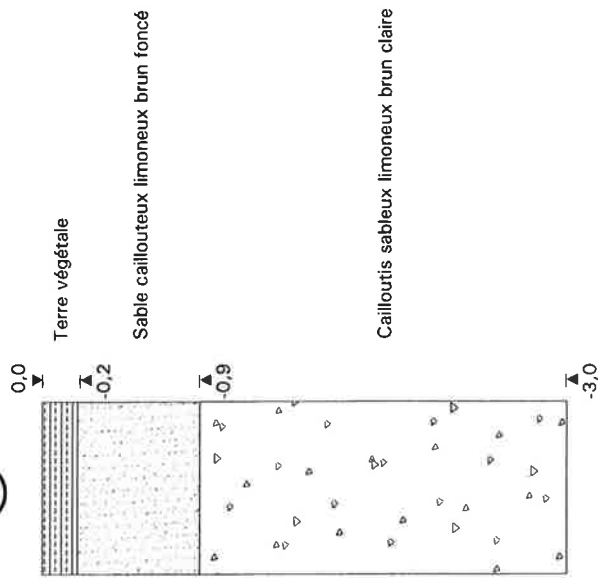 0,0
Terre végétale
-0,2
Sable caillouteux limoneux brun foncé
-0,9
Cailloutis sableux limoneux brun claire
-3,0